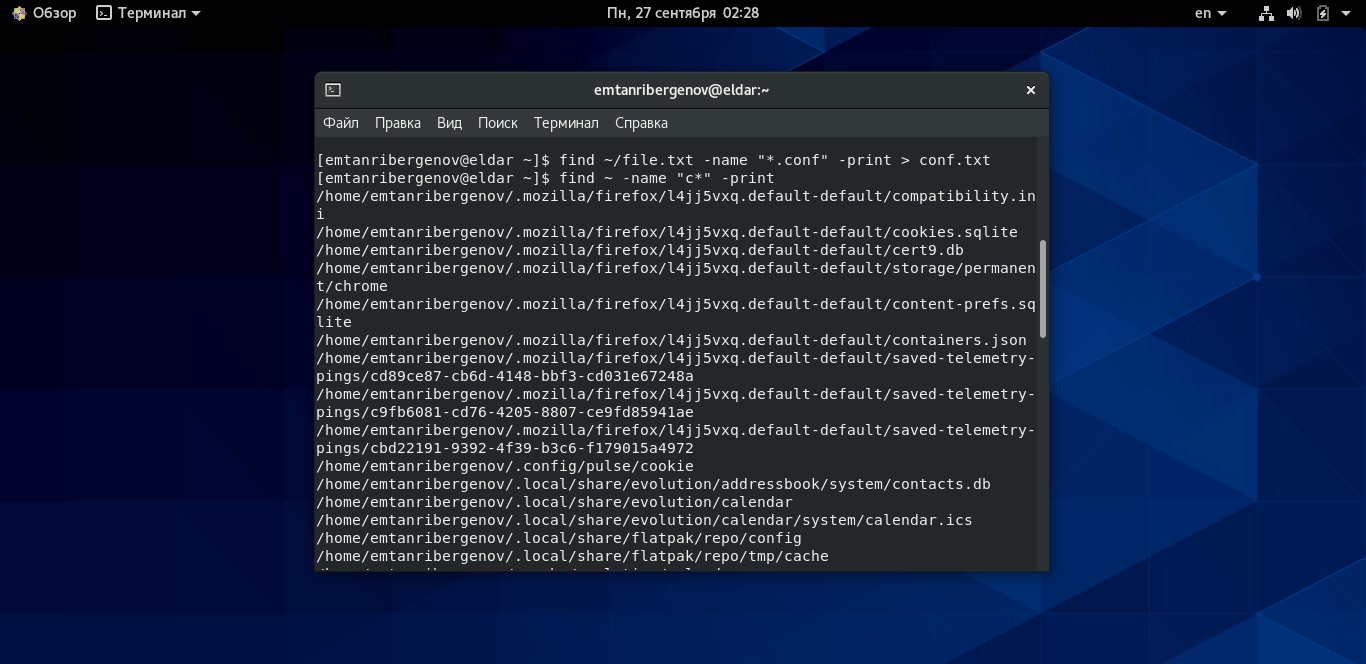 Обзор Терминал Пн, 27 сентября 02:28 en
emtanribergenov@eldar:~
Файл Правка Вид Поиск Терминал Справка
[emtanribergenov@eldar ~]$ find ~/file.txt -name "*.conf" -print > conf.txt
[emtanribergenov@eldar ~]$ find ~ -name "c*" -print
/home/emtanribergenov/.mozilla/firefox/l4jj5vxq.default-default/compatibility.in
i
/home/emtanribergenov/.mozilla/firefox/l4jj5vxq.default-default/cookies.sqlite
/home/emtanribergenov/.mozilla/firefox/l4jj5vxq.default-default/cert9.db
/home/emtanribergenov/.mozilla/firefox/l4jj5vxq.default-default/storage/permanen
t/chrome
/home/emtanribergenov/.mozilla/firefox/l4jj5vxq.default-default/content-prefs.sq
lite
/home/emtanribergenov/.mozilla/firefox/l4jj5vxq.default-default/containers.json
/home/emtanribergenov/.mozilla/firefox/l4jj5vxq.default-default/saved-telemetry-
pings/cd89ce87-cb6d-4148-bbf3-cd031e67248a
/home/emtanribergenov/.mozilla/firefox/l4jj5vxq.default-default/saved-telemetry-
pings/c9fb6081-cd76-4205-8807-ce9fd85941ae
/home/emtanribergenov/.mozilla/firefox/l4jj5vxq.default-default/saved-telemetry-
pings/cbd22191-9392-4f39-b3c6-f179015a4972
/home/emtanribergenov/.config/pulse/cookie
/home/emtanribergenov/.local/share/evolution/addressbook/system/contacts.db
/home/emtanribergenov/.local/share/evolution/calendar
/home/emtanribergenov/.local/share/evolution/calendar/system/calendar.ics
/home/emtanribergenov/.local/share/flatpak/repo/config
/home/emtanribergenov/.local/share/flatpak/repo/tmp/cache